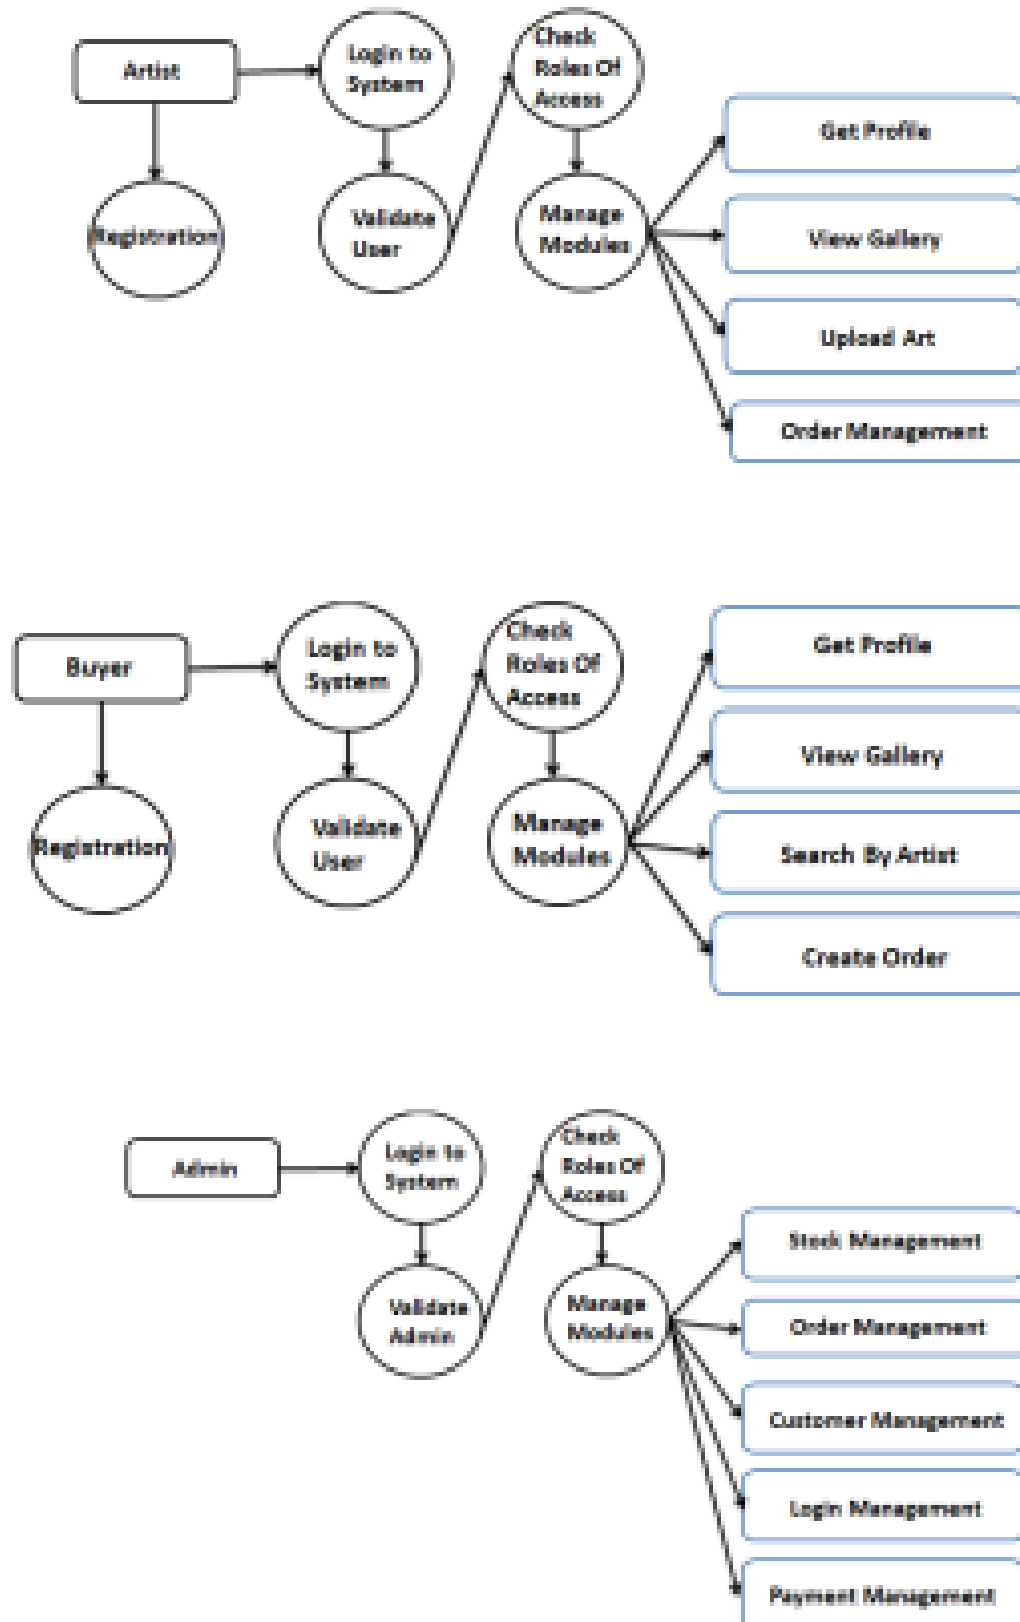 Artist
Login to
System
Check
Roles Of
Access
Registration
Validate
User
Manage
Modules
Get Profile
View Gallery
Upload Art
Order Management
Buyer
Login to
System
Check
Roles Of
Access
Registration
Validate
User
Manage
Modules
Get Profile
View Gallery
Search By Artist
Create Order
Admin
Login to
System
Check
Roles Of
Access
Validate
Admin
Manage
Modules
Stock Management
Order Management
Customer Management
Login Management
Payment Management